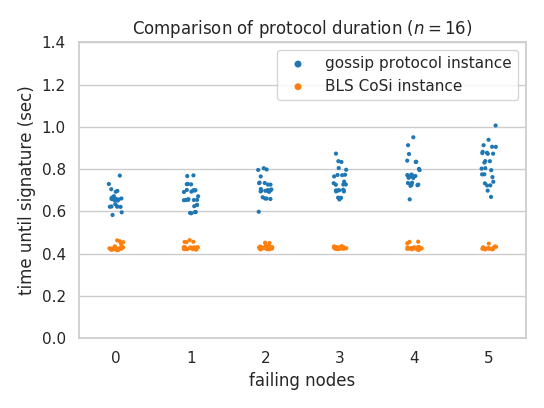 Comparison of protocol duration (n = 16)
gossip protocol instance
BLS CoSi instance
time until signature (sec)
1.4
1.2
1.0
0.8
0.6
0.4
0.2
0.0
0 1 2 3 4 5
failing nodes